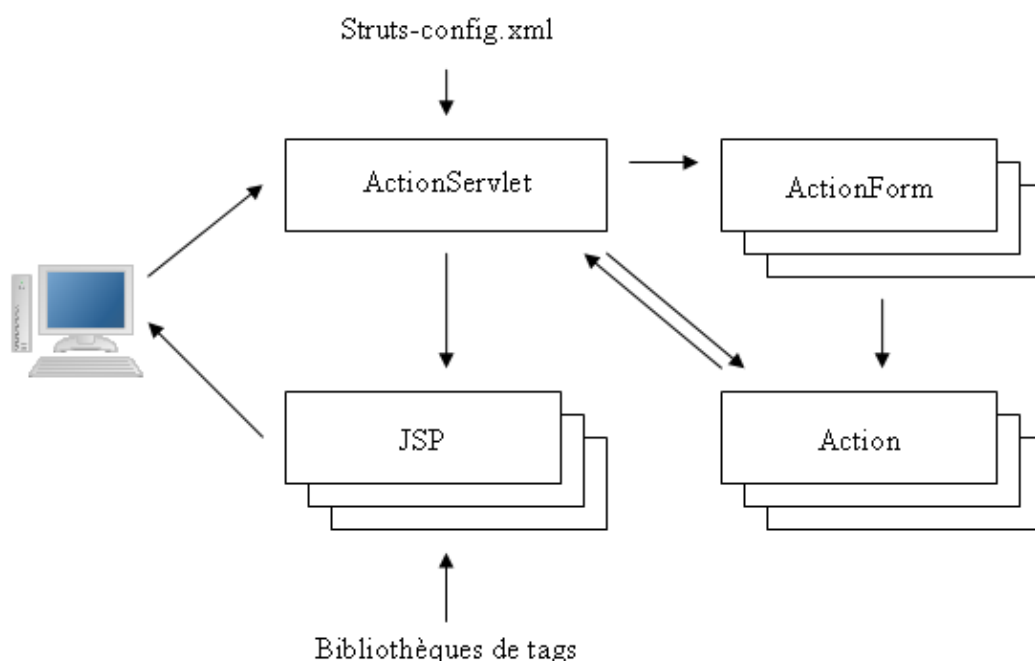 Struts-config.xml
ActionServlet
ActionForm
JSP
Action
Bibliothèques de tags